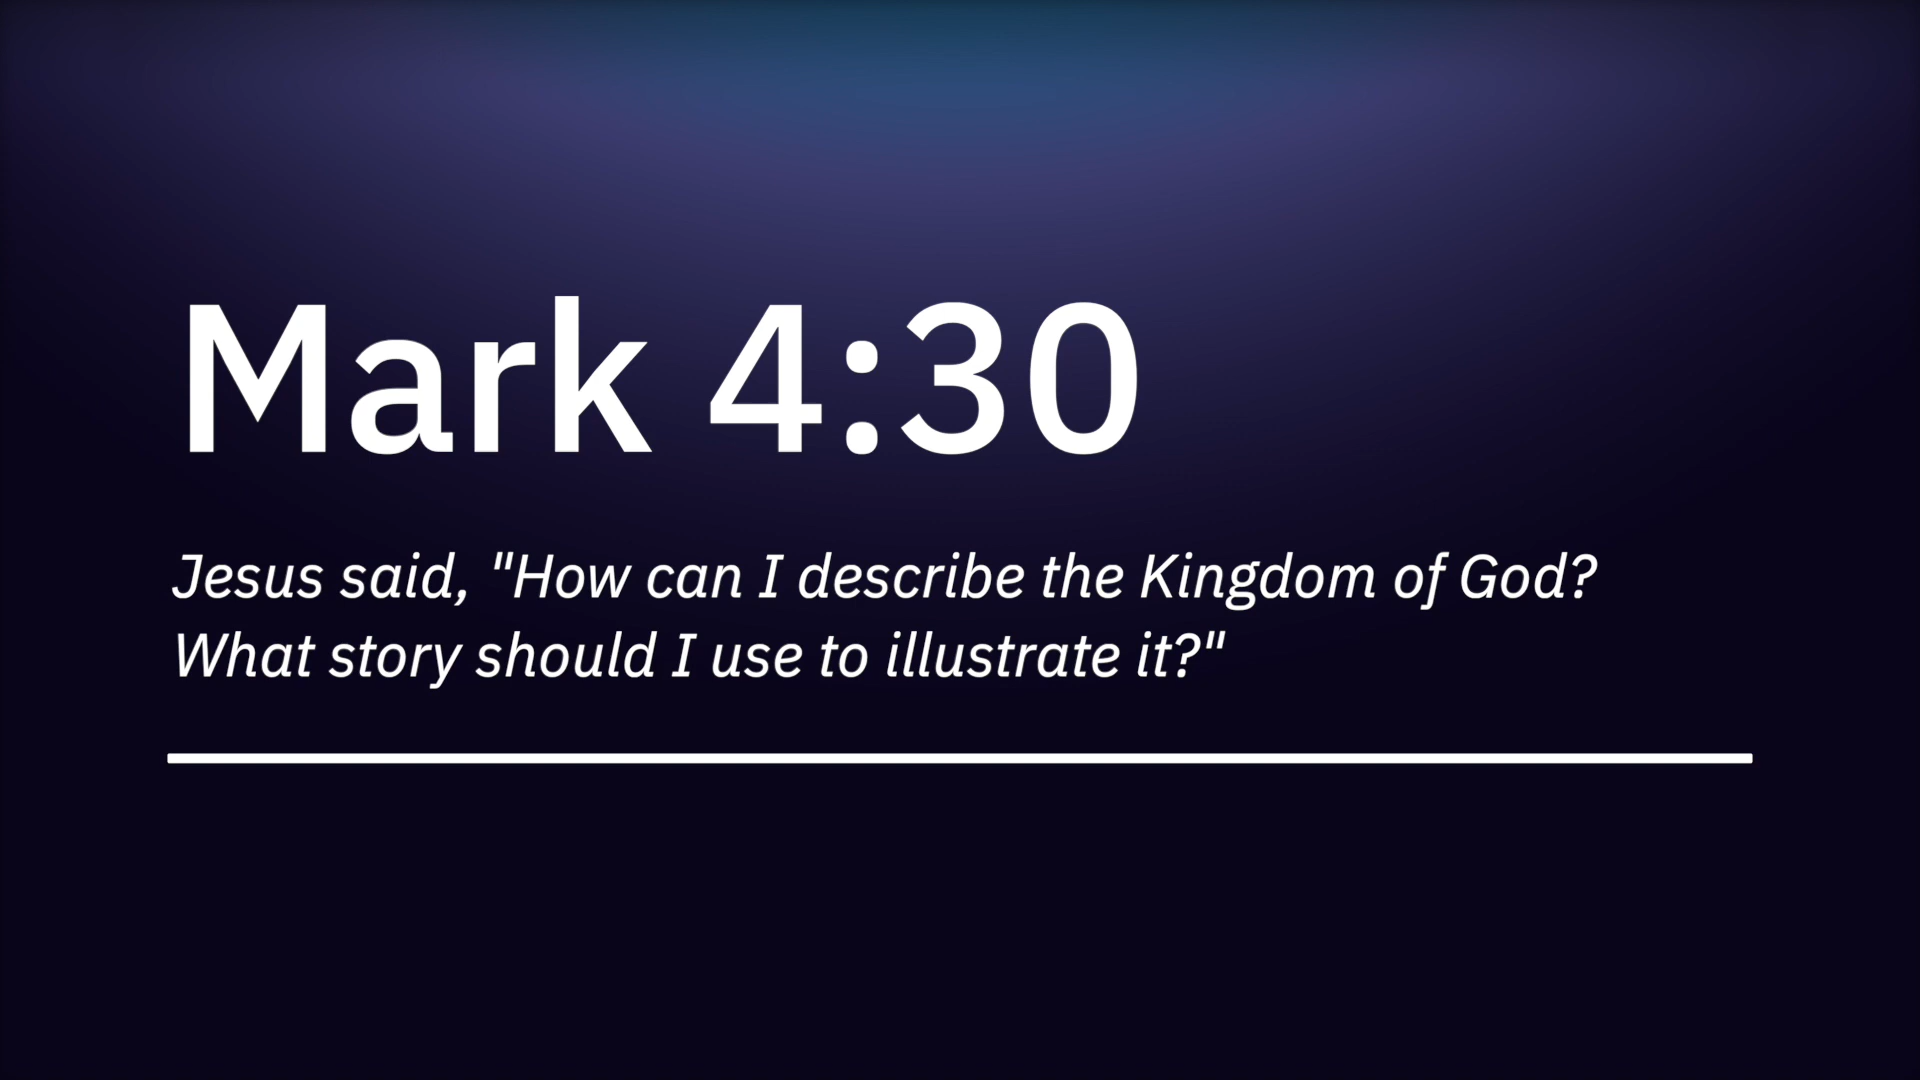 Mark 4:30
Jesus said, "How can I describe the Kingdom of God?
What story should I use to illustrate it?"